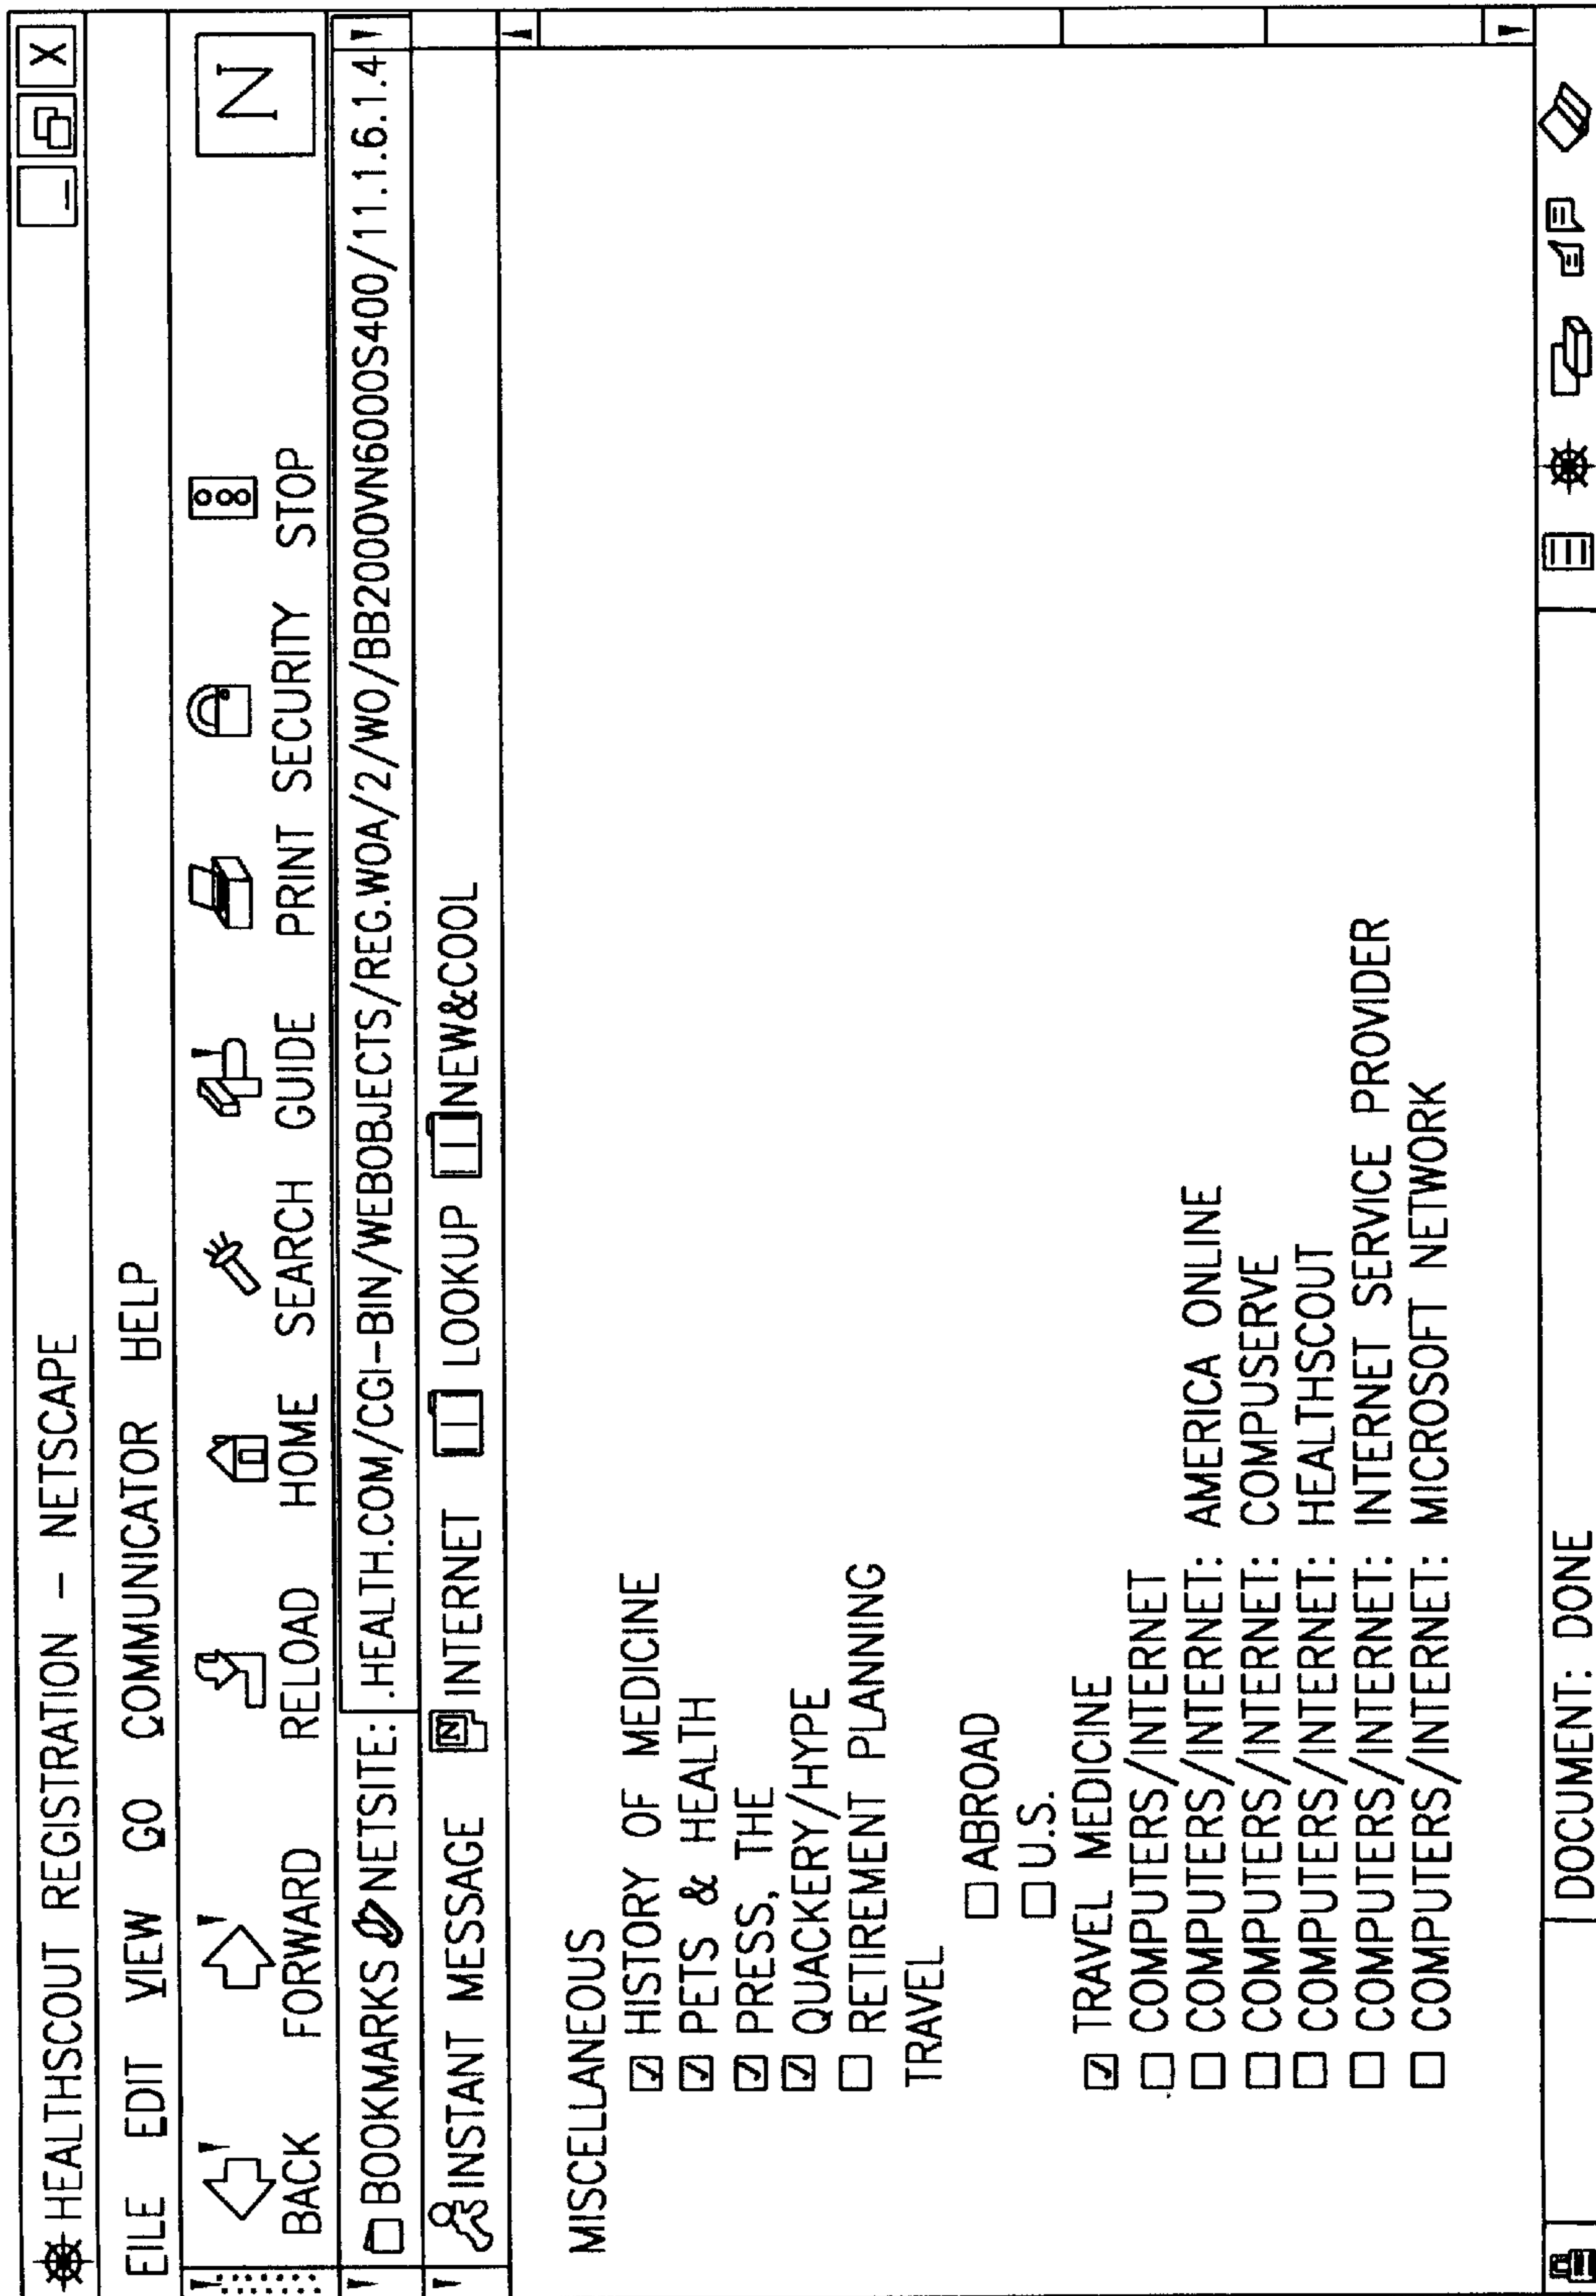 HEALTHSCOUT REGISTRATION – NETSCAPE
_ X
FILE EDIT VIEW GO COMMUNICATOR HELP
N
BACK FORWARD RELOAD HOME SEARCH GUIDE PRINT SECURITY STOP
BOOKMARKS NETSITE: .HEALTH.COM/CGI-BIN/WEBOBJECTS/REG.WOA/2/WO/BB2000VN6000S400/11.1.6.1.4
INSTANT MESSAGE N INTERNET LOOKUP NEW&COOL
MISCELLANEOUS
☑ HISTORY OF MEDICINE
☑ PETS & HEALTH
☑ PRESS, THE
☑ QUACKERY/HYPE
☐ RETIREMENT PLANNING
TRAVEL
☐ ABROAD
☐ U.S.
☑ TRAVEL MEDICINE
☐ COMPUTERS/INTERNET
☐ COMPUTERS/INTERNET: AMERICA ONLINE
☐ COMPUTERS/INTERNET: COMPUSERVE
☐ COMPUTERS/INTERNET: HEALTHSCOUT
☐ COMPUTERS/INTERNET: INTERNET SERVICE PROVIDER
☐ COMPUTERS/INTERNET: MICROSOFT NETWORK
DOCUMENT: DONE